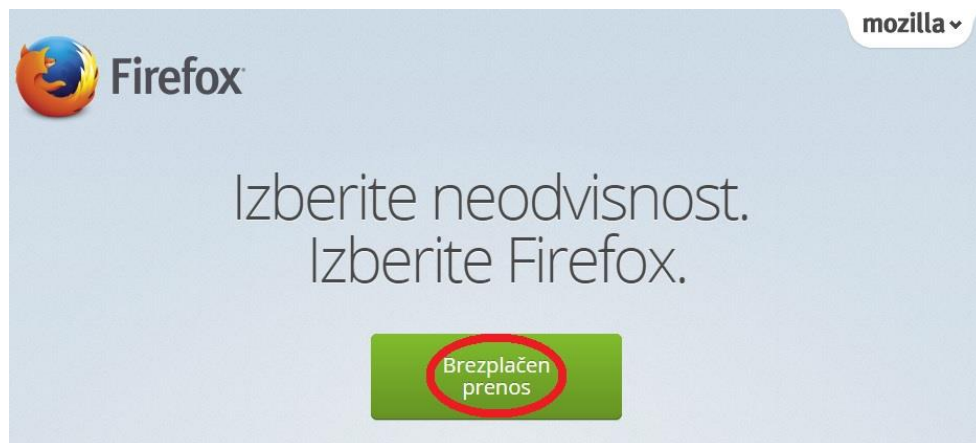 mozilla
Firefox
Izberite neodvisnost.
Izberite Firefox.
Brezplačen
prenos